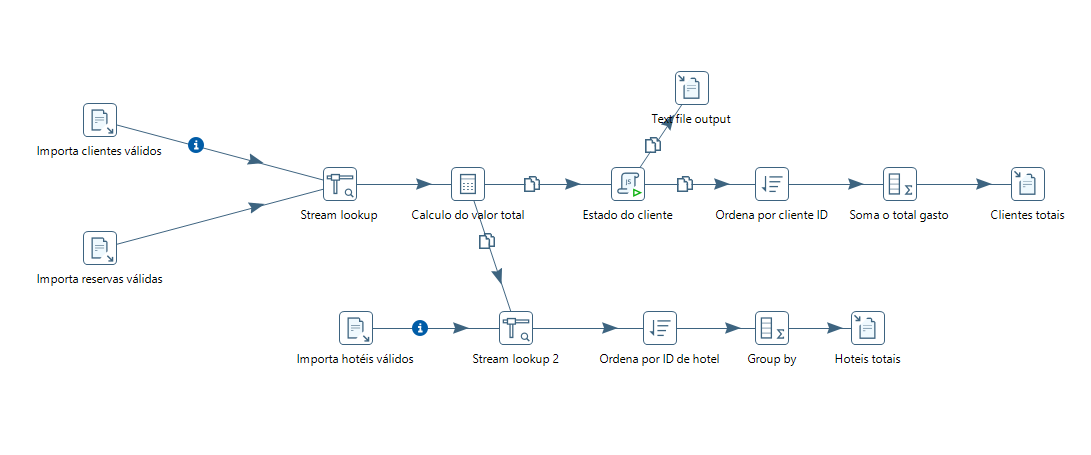 Text file output
Importa clientes válidos
Stream lookup
Calculo do valor total
Estado do cliente
Ordena por cliente ID
Soma o total gasto
Clientes totais
Importa reservas válidas
Importa hotéis válidos
Stream lookup 2
Ordena por ID de hotel
Group by
Hoteis totais